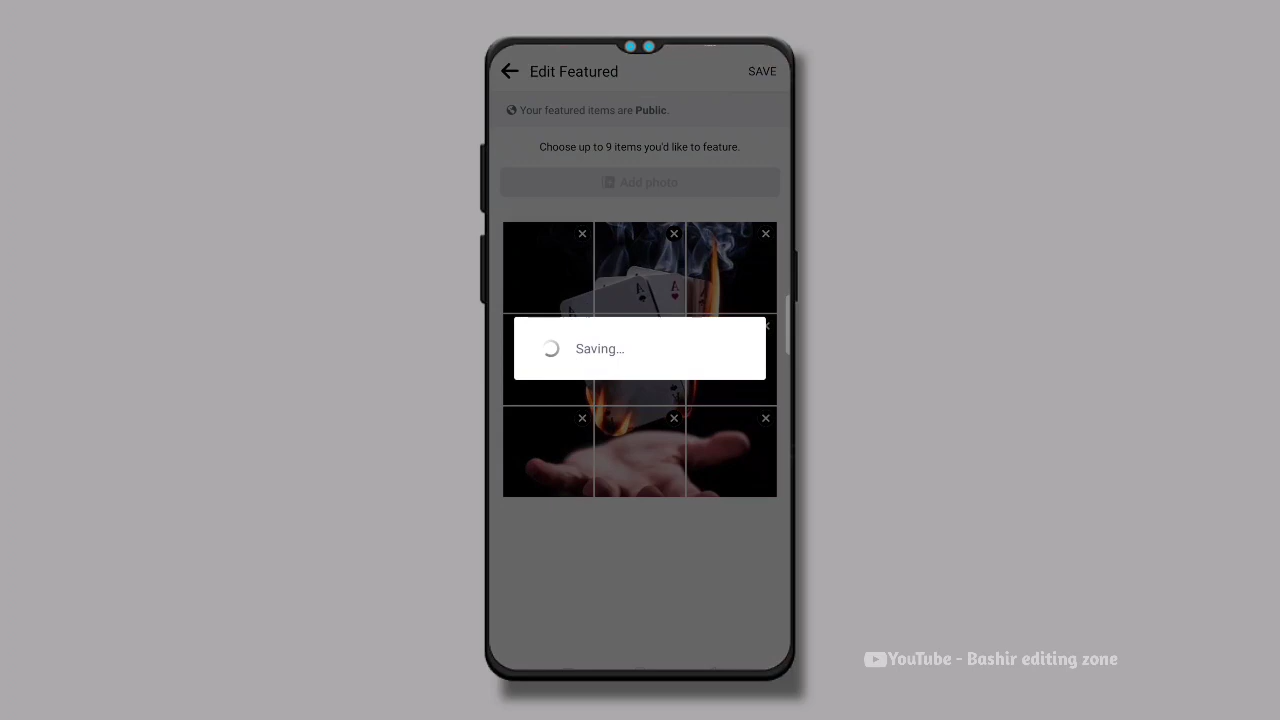 Edit Featured
SAVE
Your featured items are Public.
Choose up to 9 items you'd like to feature.
Add photo
A
A
Saving...
YouTube - Bashir editing zone